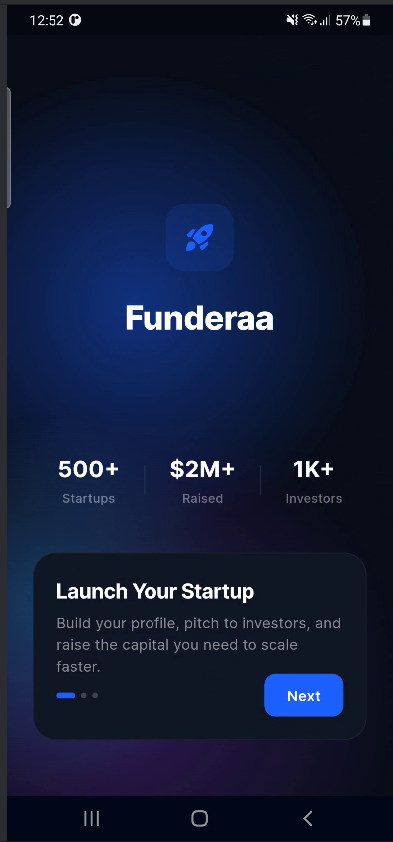 12:52
57%
Funderaa
500+ $2M+ 1K+
Startups Raised Investors
Launch Your Startup
Build your profile, pitch to investors, and
raise the capital you need to scale
faster.
Next